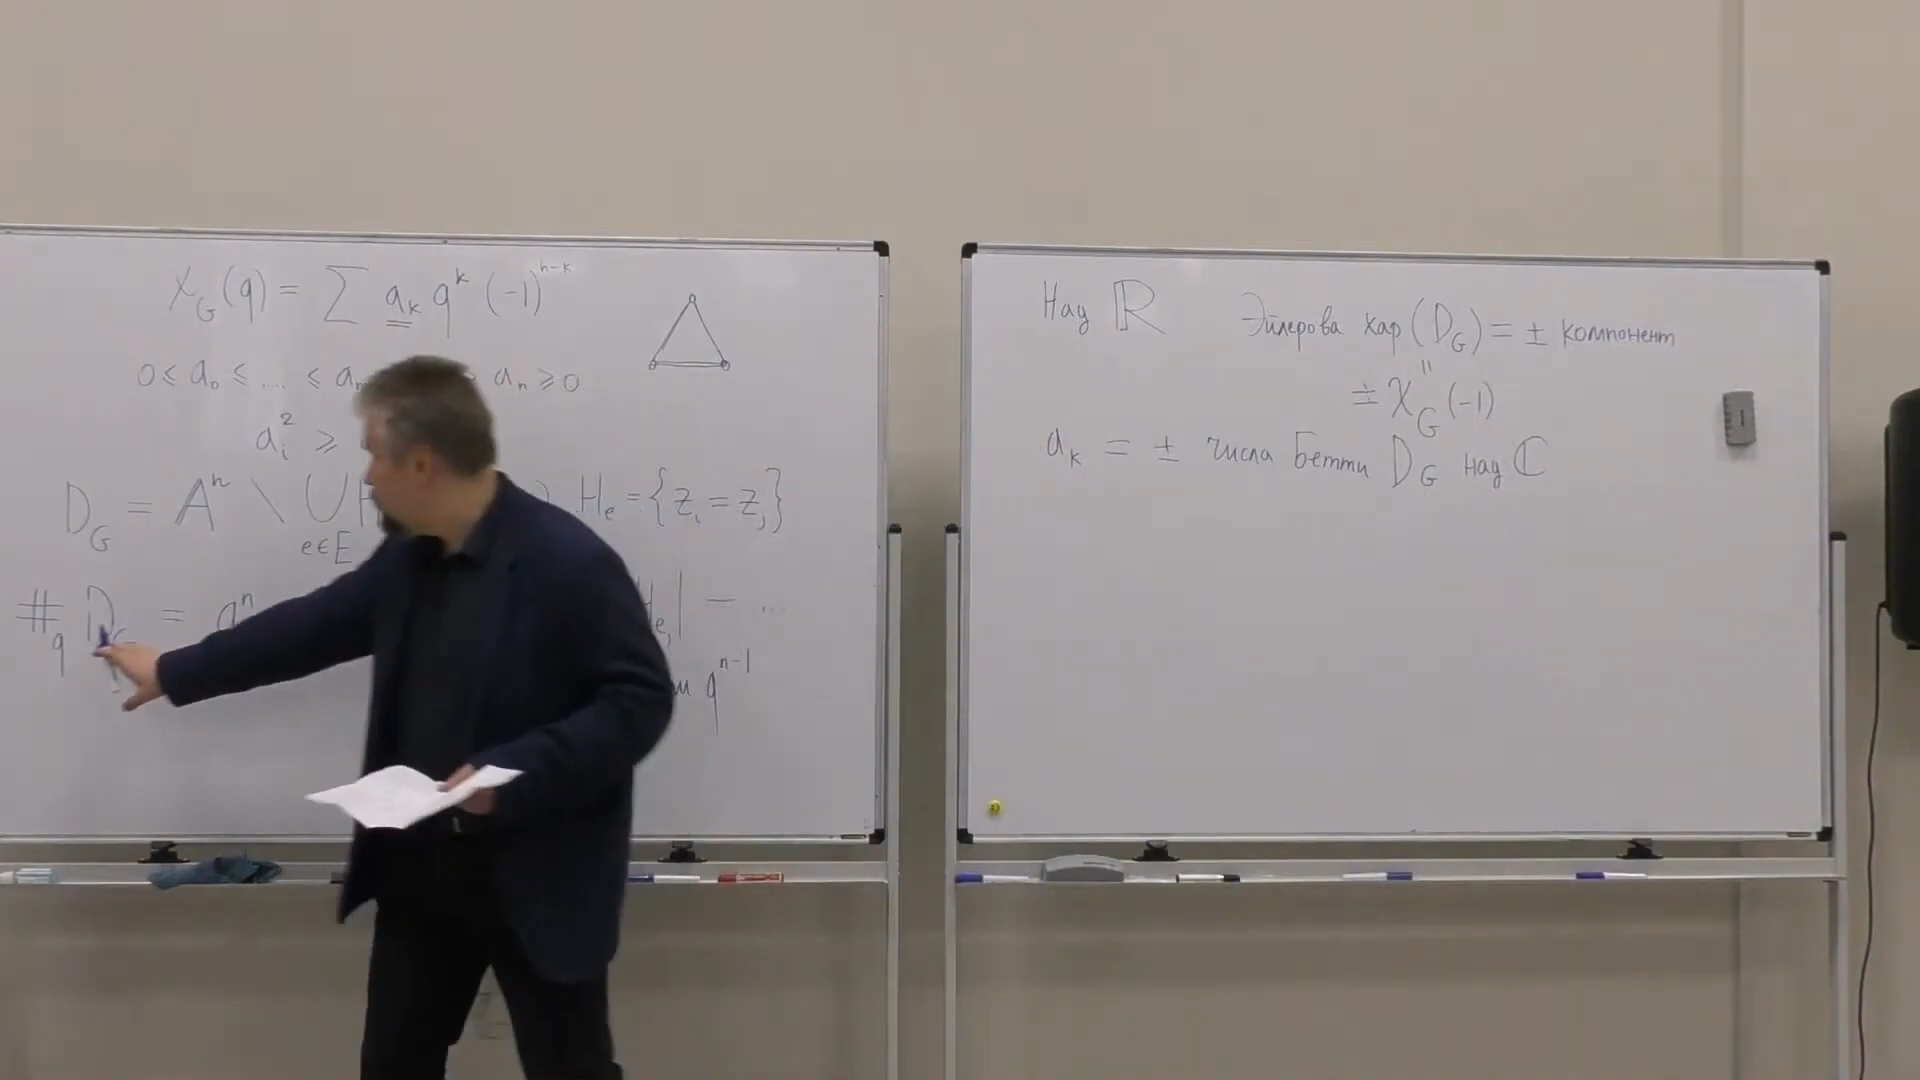 χ_G(q) = ∑ a_k q^k (-1)^{n-k}
0 ≤ a_0 ≤ ... ≤ a a_n ≥ 0
a_i^2 ≥
D_G = A^n \ ∪ H_e = {z_i = z_j}
e∈E
#_q D_G = q^n | - ...
q^{n-1}
Над ℝ Эйлерова хар (D_G) = ± компонент
"
= ± χ_G (-1)
a_k = ± числа Бетти D_G над ℂ